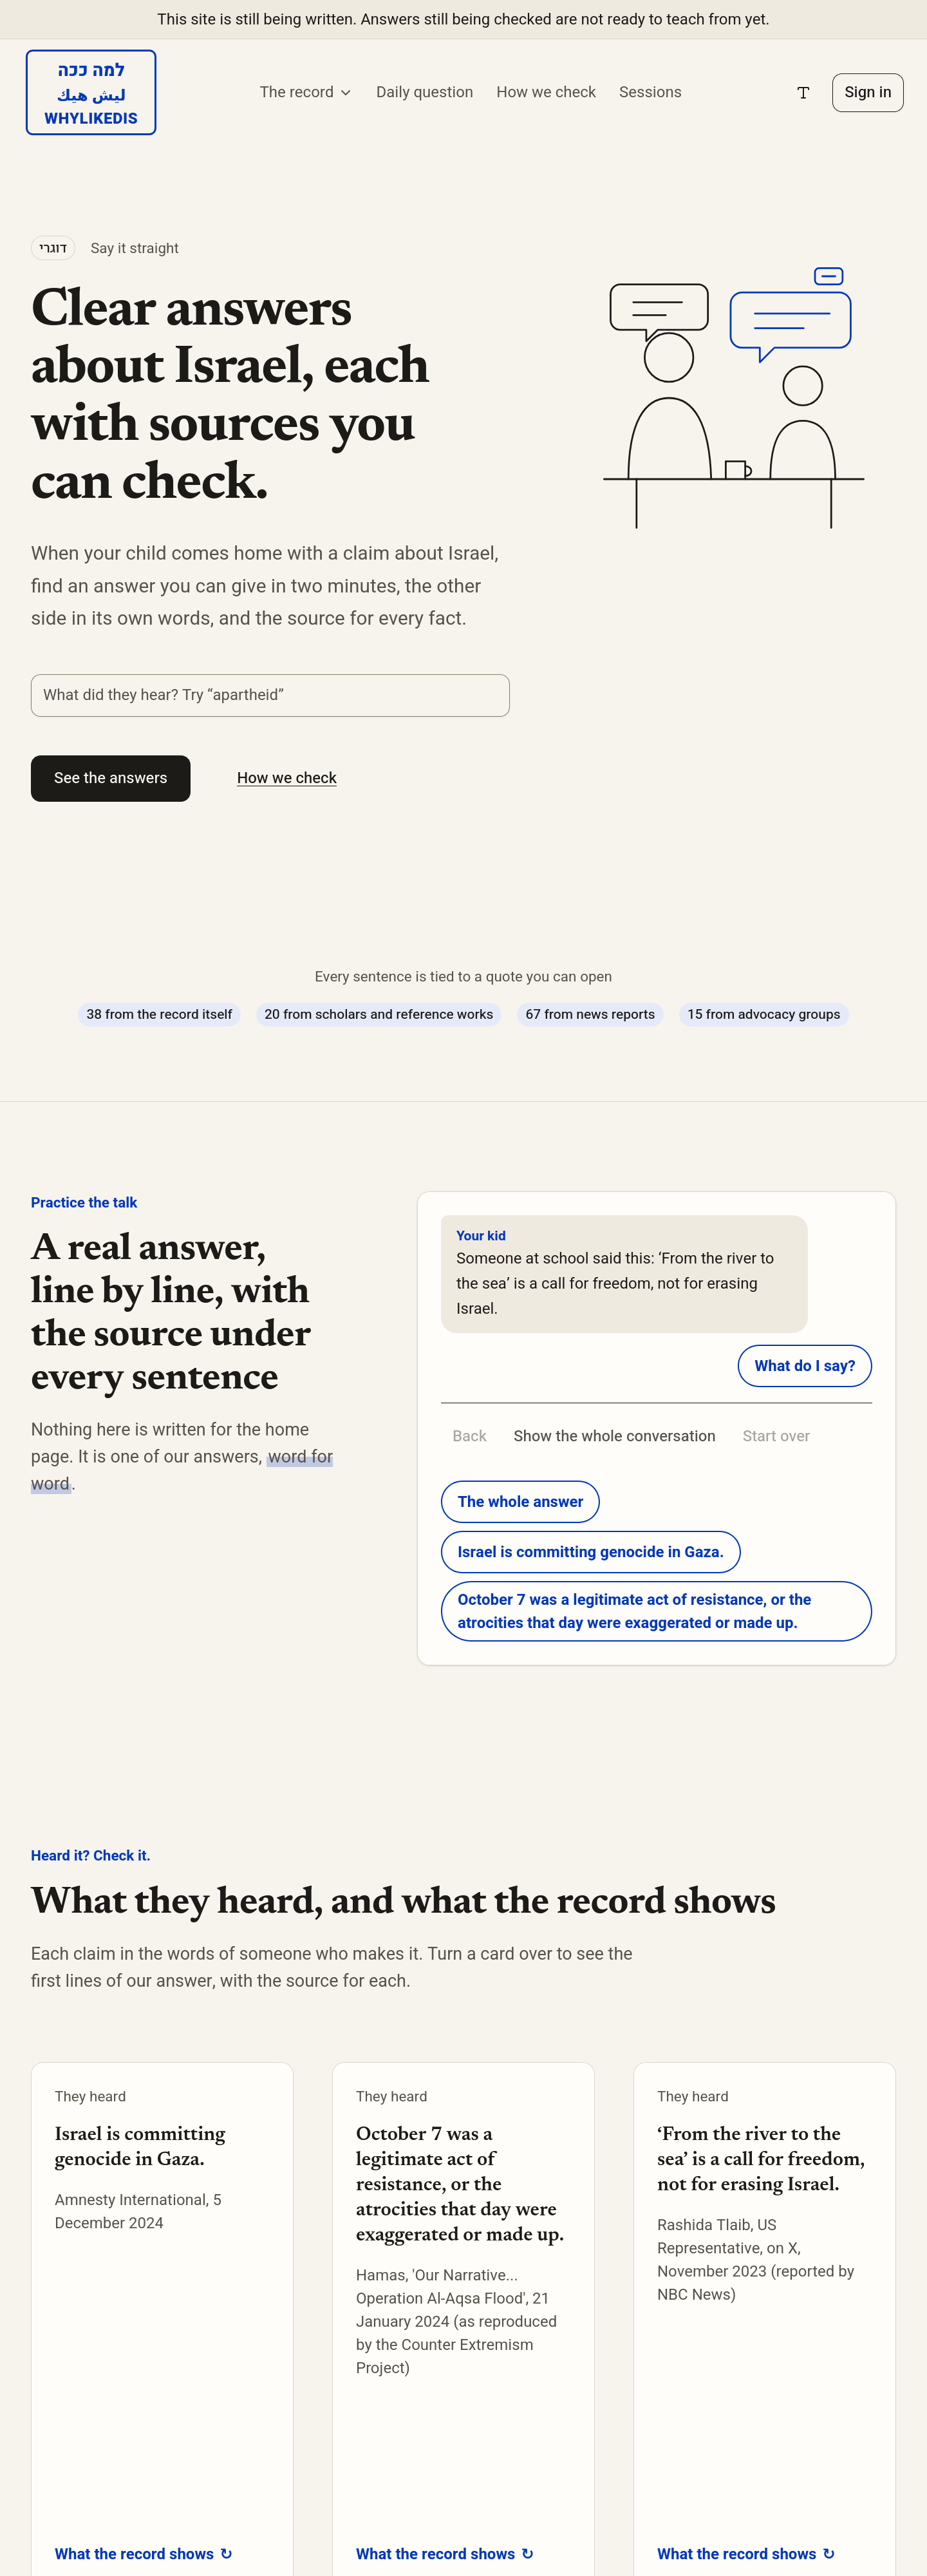 This site is still being written. Answers still being checked are not ready to teach from yet.
למה ככה
ليش هيك
WHYLIKEDIS
The record
Daily question
How we check
Sessions
Sign in
דוגרי
Say it straight
Clear answers
about Israel, each
with sources you
can check.
When your child comes home with a claim about Israel,
find an answer you can give in two minutes, the other
side in its own words, and the source for every fact.
What did they hear? Try “apartheid”
See the answers
How we check
Every sentence is tied to a quote you can open
38 from the record itself
20 from scholars and reference works
67 from news reports
15 from advocacy groups
Practice the talk
A real answer,
line by line, with
the source under
every sentence
Nothing here is written for the home
page. It is one of our answers, word for
word.
Your kid
Someone at school said this: ‘From the river to
the sea’ is a call for freedom, not for erasing
Israel.
What do I say?
Back
Show the whole conversation
Start over
The whole answer
Israel is committing genocide in Gaza.
October 7 was a legitimate act of resistance, or the
atrocities that day were exaggerated or made up.
Heard it? Check it.
What they heard, and what the record shows
Each claim in the words of someone who makes it. Turn a card over to see the
first lines of our answer, with the source for each.
They heard
Israel is committing
genocide in Gaza.
Amnesty International, 5
December 2024
What the record shows ↻
They heard
October 7 was a
legitimate act of
resistance, or the
atrocities that day were
exaggerated or made up.
Hamas, 'Our Narrative...
Operation Al-Aqsa Flood', 21
January 2024 (as reproduced
by the Counter Extremism
Project)
What the record shows ↻
They heard
‘From the river to the
sea’ is a call for freedom,
not for erasing Israel.
Rashida Tlaib, US
Representative, on X,
November 2023 (reported by
NBC News)
What the record shows ↻